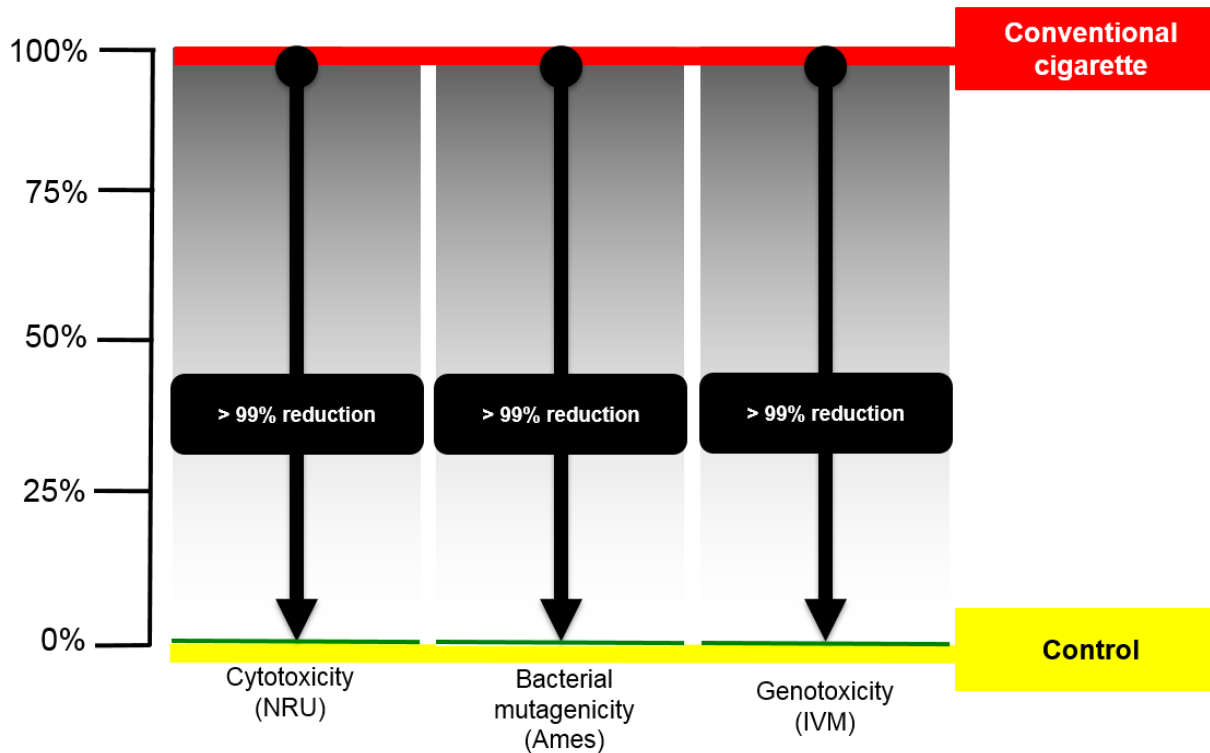 Conventional
cigarette
100%
75%
50%
25%
0%
> 99% reduction
> 99% reduction
> 99% reduction
Control
Cytotoxicity
(NRU)
Bacterial
mutagenicity
(Ames)
Genotoxicity
(IVM)